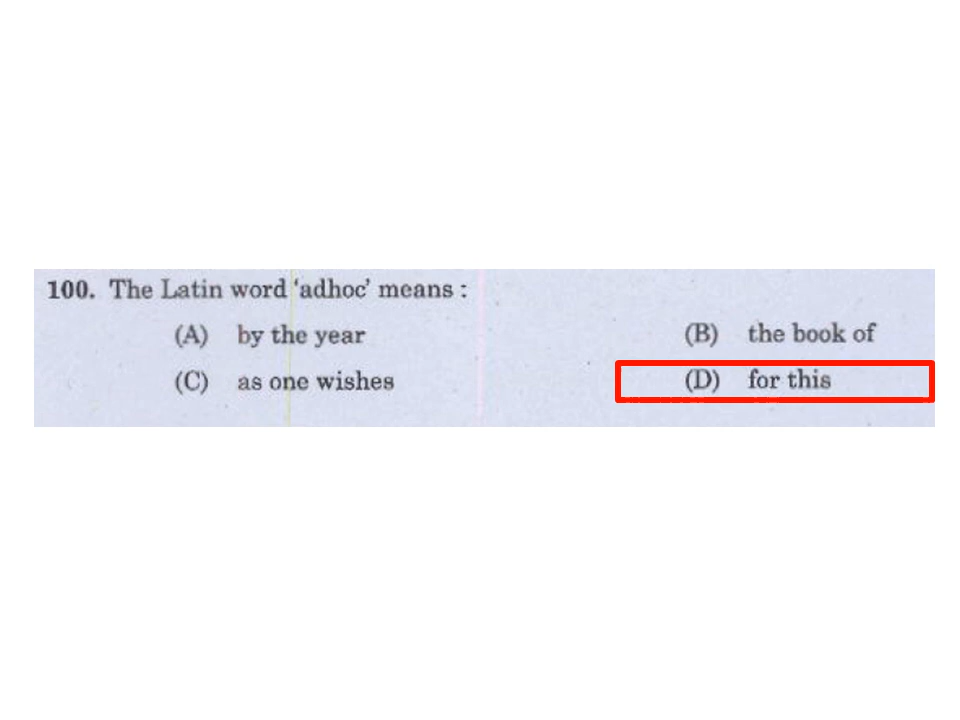 100. The Latin word 'adhoc' means :
(A) by the year (B) the book of
(C) as one wishes (D) for this